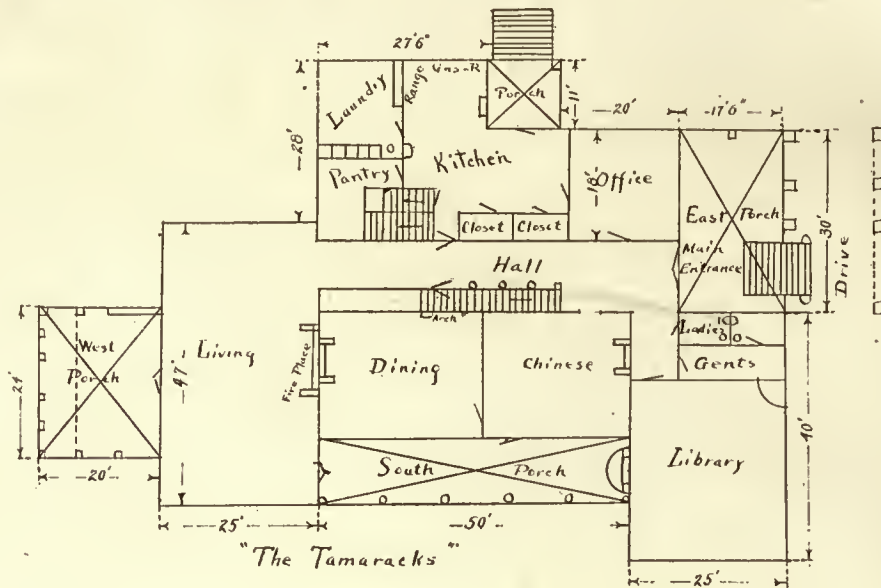 27'6"
Laundry
Range
Porch
11'
20'
17'6"
28'
Kitchen
Pantry
18'
Office
East Porch
30'
Closet
Closet
Main
Entrance
Drive
Hall
Arch
Ladies
Gents
West
Porch
24'
Living
47'
Fire Place
Dining
Chinese
40'
Library
South Porch
20'
25'
50'
"The Tamaracks"
25'